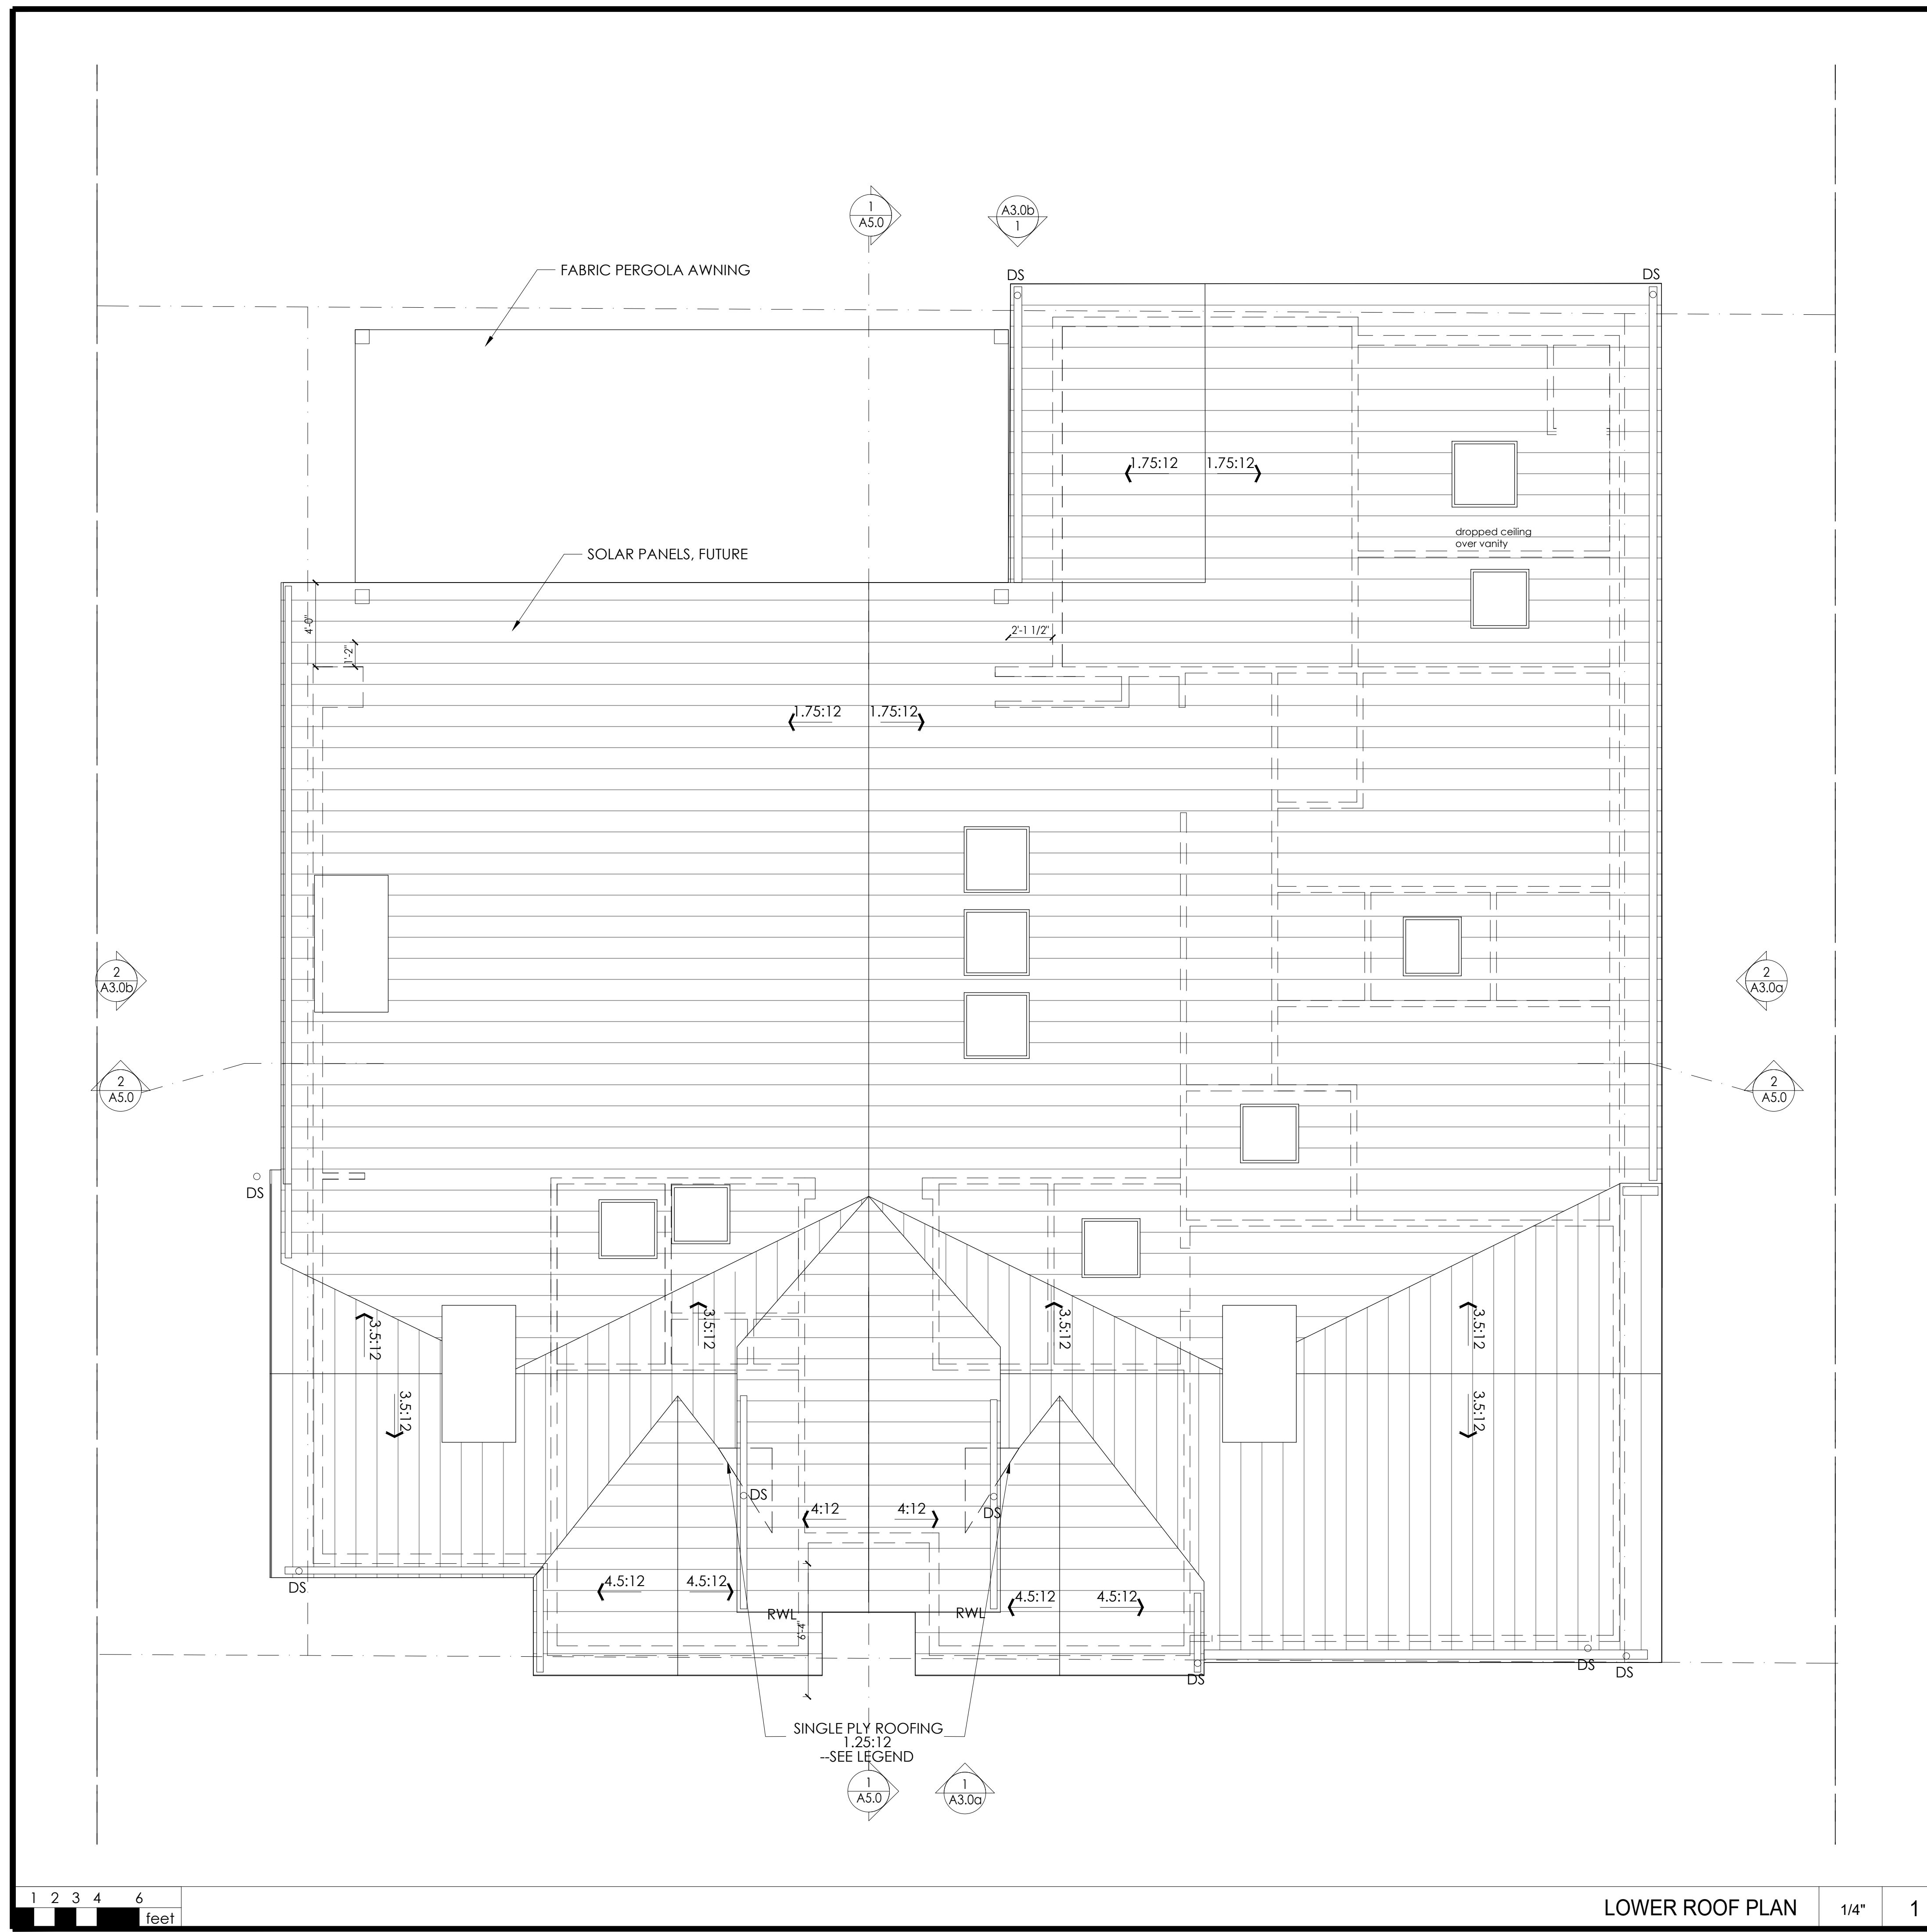 1
A5.0
A3.0b
1
FABRIC PERGOLA AWNING
DS
DS
1.75:12
1.75:12
dropped ceiling
over vanity
SOLAR PANELS, FUTURE
4'-0"
1'-2"
2'-1 1/2"
1.75:12
1.75:12
2
A3.0b
2
A3.0a
2
A5.0
2
A5.0
DS
3.5:12
3.5:12
3.5:12
3.5:12
3.5:12
3.5:12
DS
DS
4:12
4:12
DS
4.5:12
4.5:12
4.5:12
4.5:12
RWL
RWL
DS
DS
DS
SINGLE PLY ROOFING
1.25:12
--SEE LEGEND
1
A5.0
1
A3.0a
1 2 3 4 6
feet
LOWER ROOF PLAN
1/4"
1